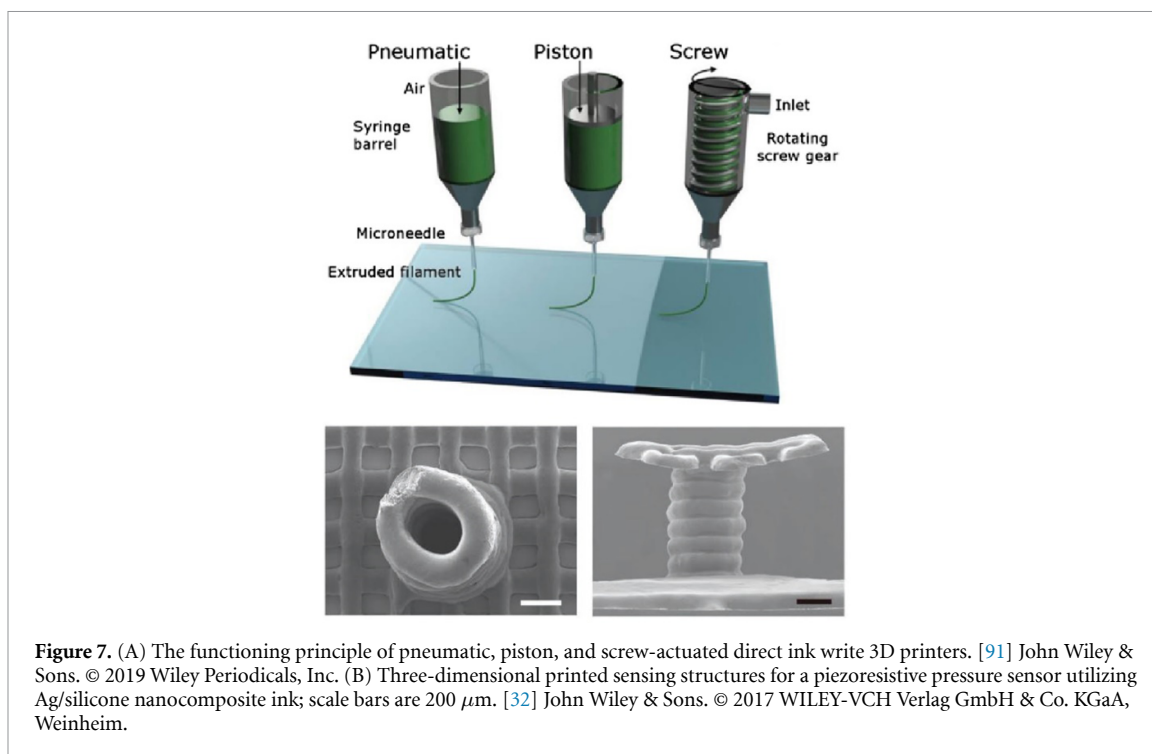 Pneumatic Piston Screw
Air
Inlet
Syringe
barrel
Rotating
screw gear
Microneedle
Extruded filament
Figure 7. (A) The functioning principle of pneumatic, piston, and screw-actuated direct ink write 3D printers. [91] John Wiley &
Sons. © 2019 Wiley Periodicals, Inc. (B) Three-dimensional printed sensing structures for a piezoresistive pressure sensor utilizing
Ag/silicone nanocomposite ink; scale bars are 200 μm. [32] John Wiley & Sons. © 2017 WILEY-VCH Verlag GmbH & Co. KGaA,
Weinheim.